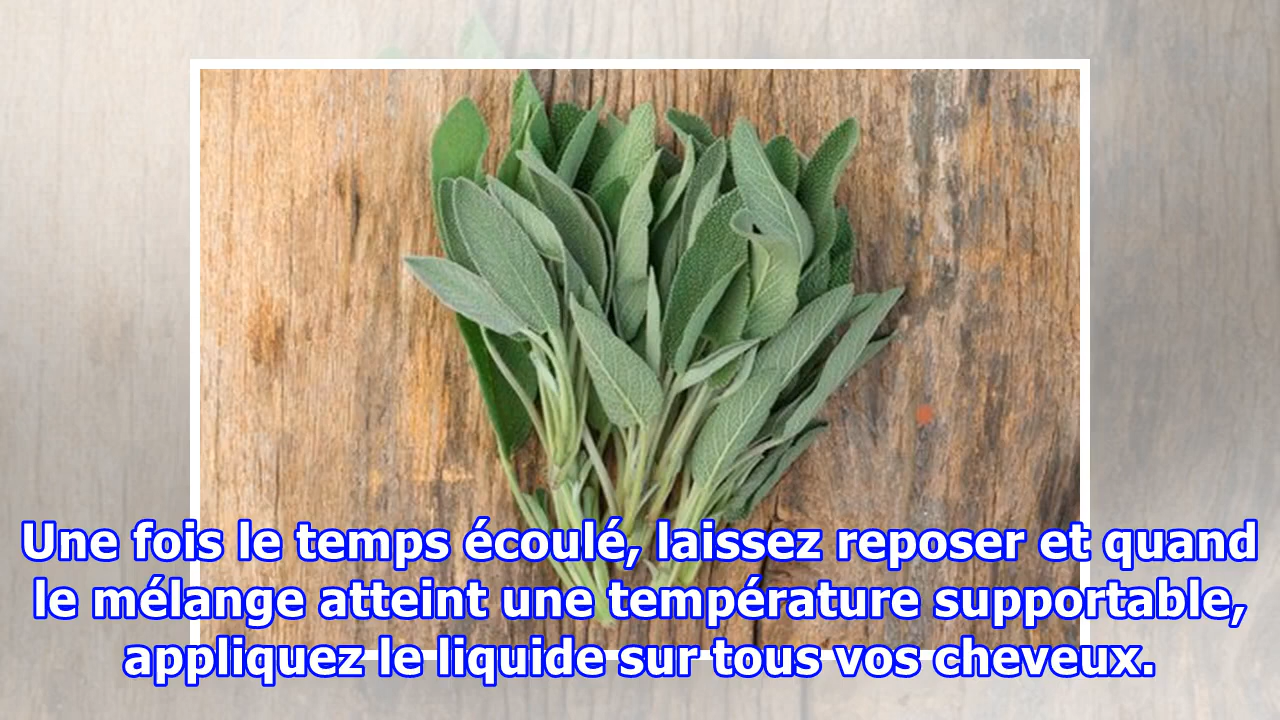 Une fois le temps écoulé, laissez reposer et quand
le mélange atteint une température supportable,
appliquez le liquide sur tous vos cheveux.